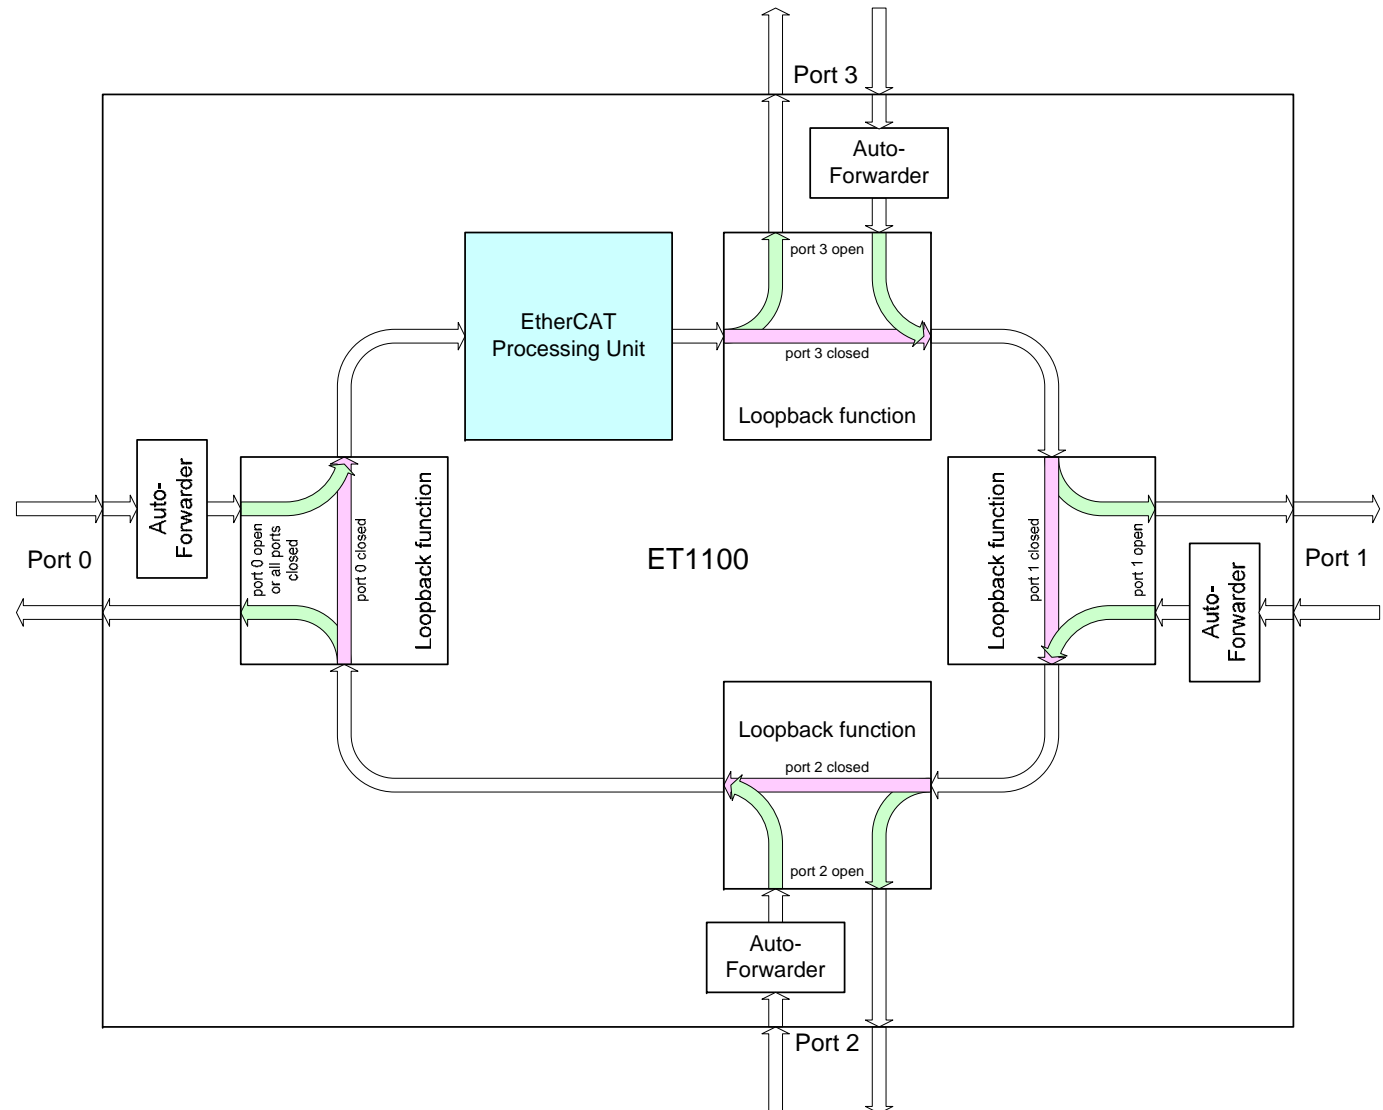 Port 3
Auto-
Forwarder
port 3 open
EtherCAT
Processing Unit
port 3 closed
Loopback function
Port 0
Auto-
Forwarder
port 0 open
or all ports
closed
port 0 closed
Loopback function
ET1100
Loopback function
port 1 closed
port 1 open
Auto-
Forwarder
Port 1
Loopback function
port 2 closed
port 2 open
Auto-
Forwarder
Port 2